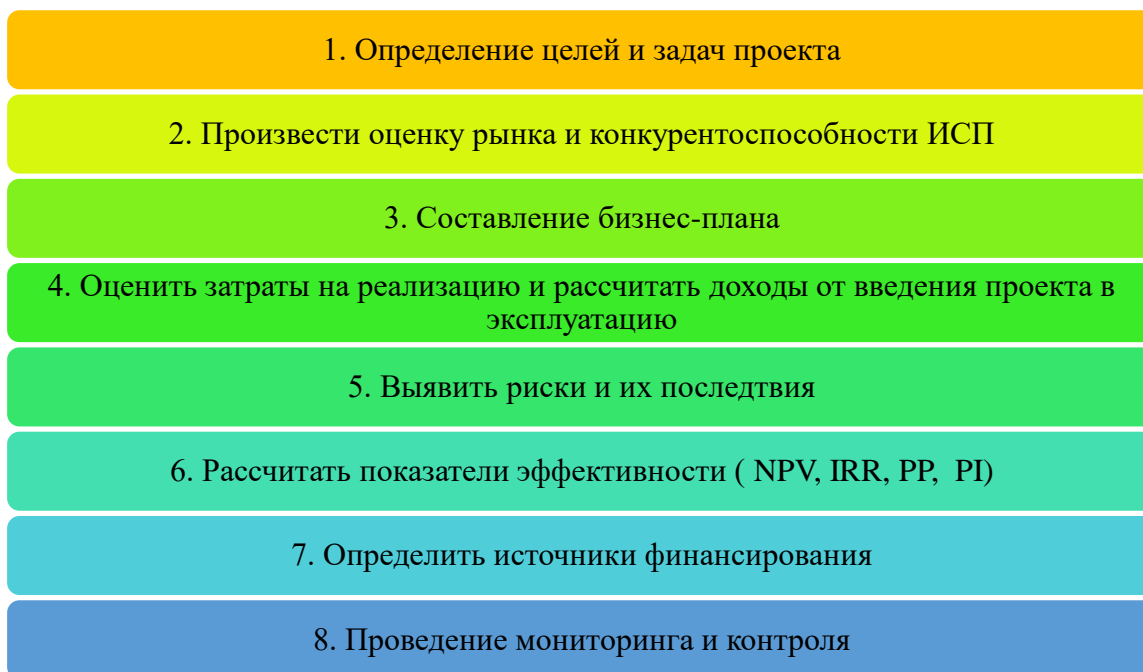 1. Определение целей и задач проекта
2. Произвести оценку рынка и конкурентоспособности ИСП
3. Составление бизнес-плана
4. Оценить затраты на реализацию и рассчитать доходы от введения проекта в
эксплуатацию
5. Выявить риски и их последтвия
6. Рассчитать показатели эффективности ( NPV, IRR, PP, PI)
7. Определить источники финансирования
8. Проведение мониторинга и контроля